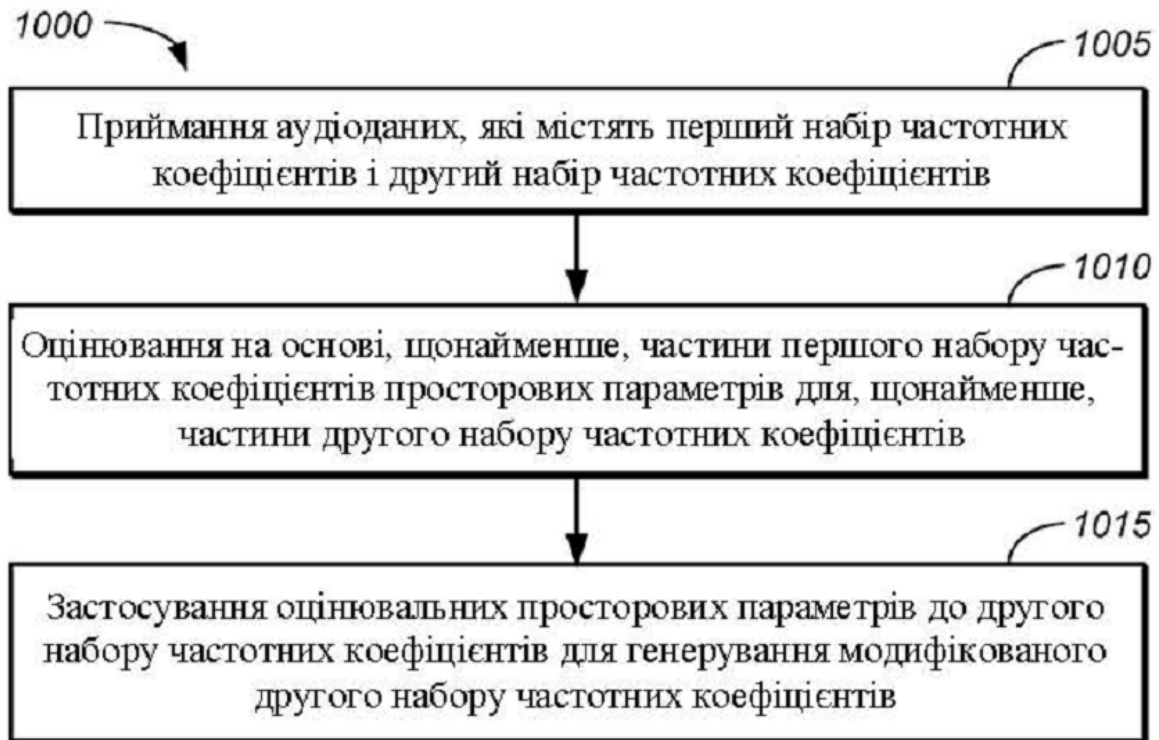 1000
1005
Приймання аудіоданих, які містять перший набір частотних
коефіцієнтів і другий набір частотних коефіцієнтів
1010
Оцінювання на основі, щонайменше, частини першого набору час-
тотних коефіцієнтів просторових параметрів для, щонайменше,
частини другого набору частотних коефіцієнтів
1015
Застосування оцінювальних просторових параметрів до другого
набору частотних коефіцієнтів для генерування модифікованого
другого набору частотних коефіцієнтів